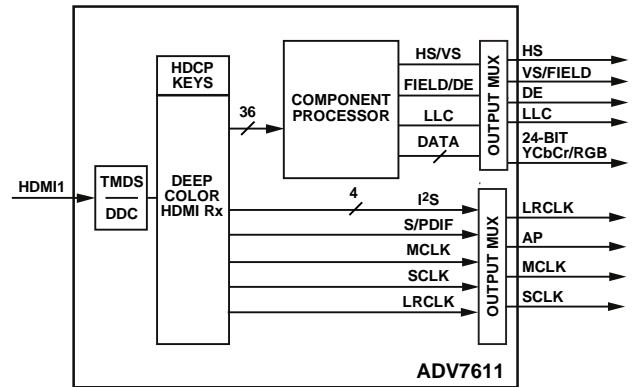 HDCP
KEYS
36
COMPONENT
PROCESSOR
HS/VS
FIELD/DE
LLC
DATA
OUTPUT MUX
HS
VS/FIELD
DE
LLC
24-BIT
YCbCr/RGB
HDMI1
TMDS
DDC
DEEP
COLOR
HDMI Rx
4
I²S
S/PDIF
MCLK
SCLK
LRCLK
OUTPUT MUX
LRCLK
AP
MCLK
SCLK
ADV7611